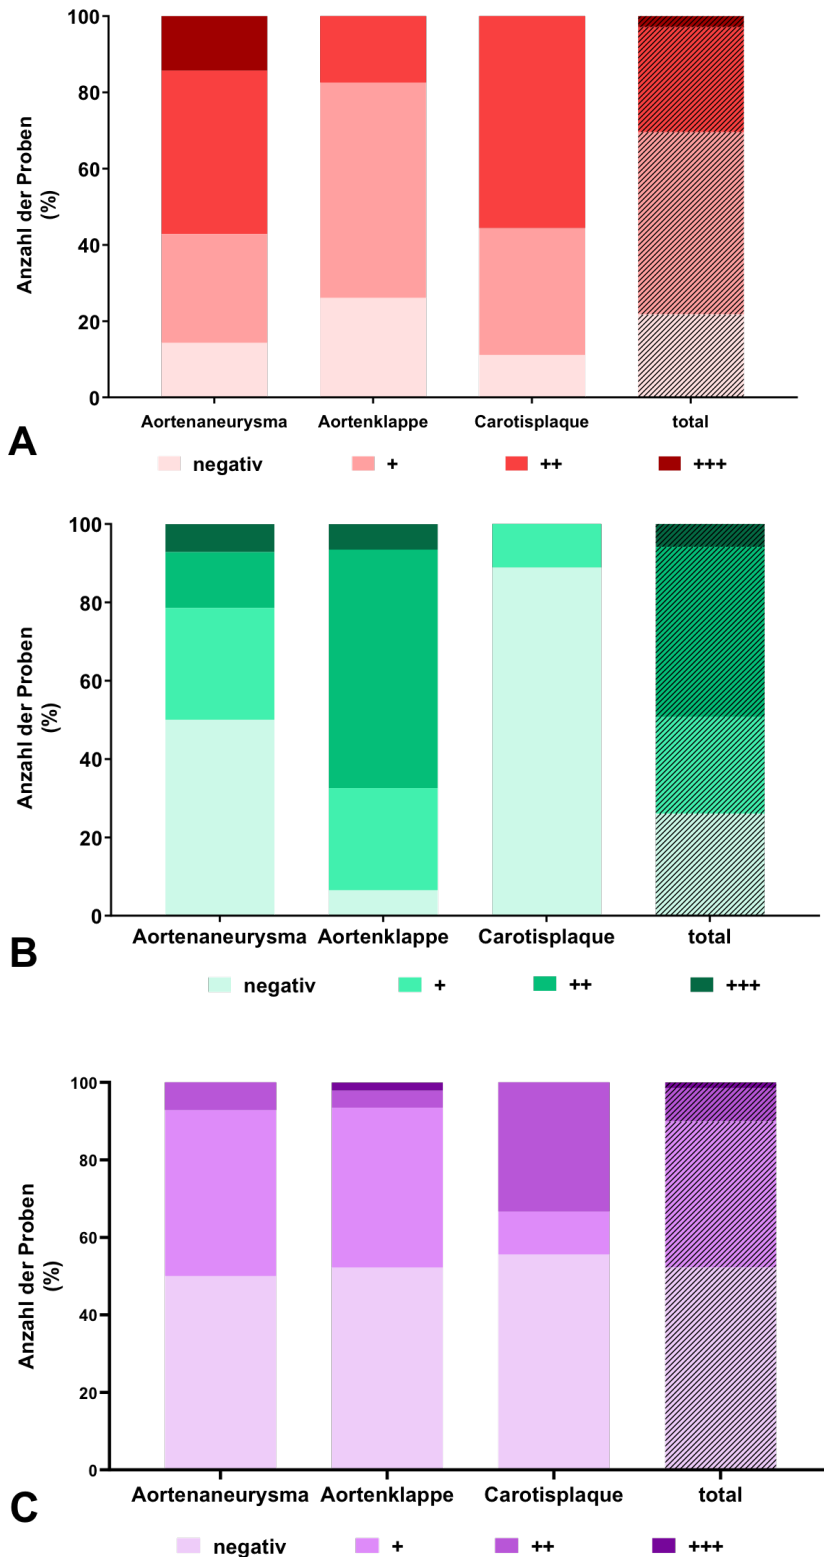 100
80
60
40
20
0
Anzahl der Proben
(%)
Aortenaneurysma Aortenklappe Carotisplaque total
A
negativ + ++ +++
100
80
60
40
20
0
Anzahl der Proben
(%)
Aortenaneurysma Aortenklappe Carotisplaque total
B
negativ + ++ +++
100
80
60
40
20
0
Anzahl der Proben
(%)
Aortenaneurysma Aortenklappe Carotisplaque total
C
negativ + ++ +++